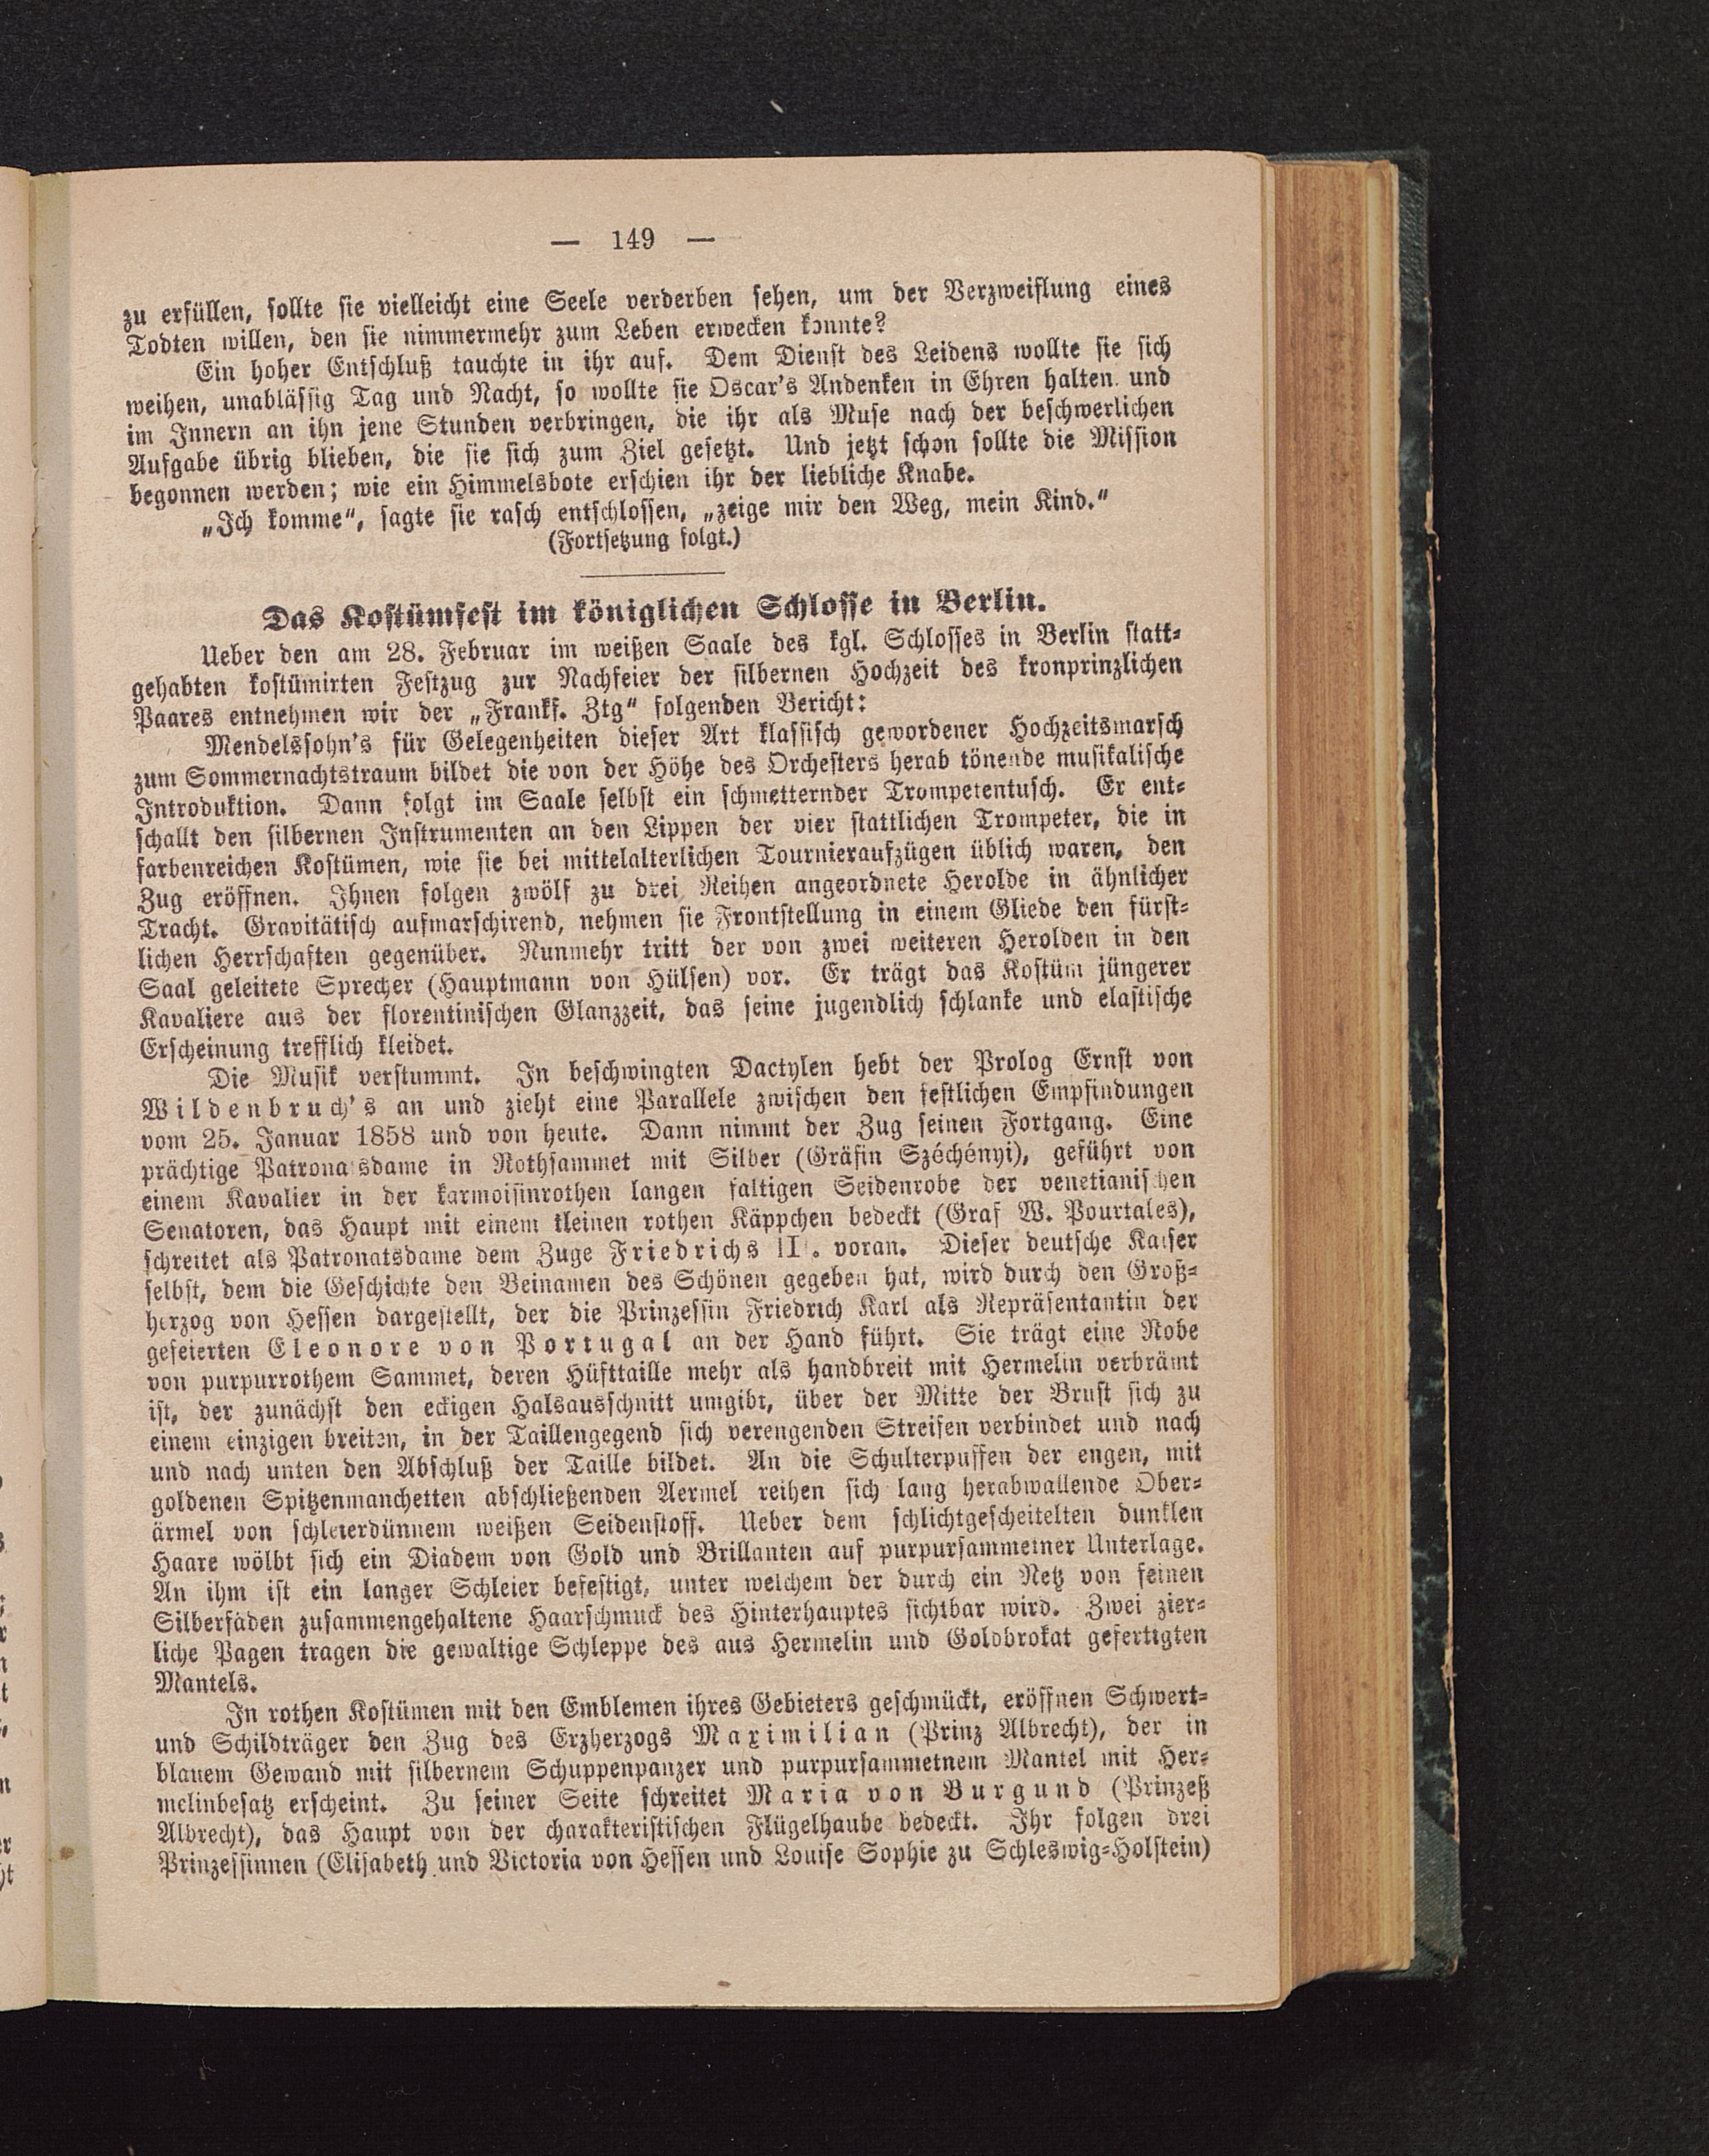 — 149 —
zu erfüllen, sollte sie vielleicht eine Seele verderben sehen, um der Verzweiflung eines
Todten willen, den sie nimmermehr zum Leben erwecken konnte?
Ein hoher Entschluß tauchte in ihr auf. Dem Dienst des Leidens wollte sie sich
weihen, unablässig Tag und Nacht, so wollte sie Oscar's Andenken in Ehren halten und
im Innern an ihn jene Stunden verbringen, die ihr als Muse nach der beschwerlichen
Aufgabe übrig blieben, die sie sich zum Ziel gesetzt. Und jetzt schon sollte die Mission
begonnen werden; wie ein Himmelsbote erschien ihr der liebliche Knabe.
„Ich komme“, sagte sie rasch entschlossen, „zeige mir den Weg, mein Kind.“
(Fortsetzung folgt.)
Das Kostümfest im königlichen Schlosse in Berlin.
Ueber den am 28. Februar im weißen Saale des kgl. Schlosses in Berlin statt-
gehabten kostümirten Festzug zur Nachfeier der silbernen Hochzeit des kronprinzlichen
Paares entnehmen wir der „Frankf. Ztg“ folgenden Bericht:
Mendelssohn's für Gelegenheiten dieser Art klassisch gewordener Hochzeitsmarsch
zum Sommernachtstraum bildet die von der Höhe des Orchesters herab tönende musikalische
Introduktion. Dann folgt im Saale selbst ein schmetternder Trompetentusch. Er ent-
schallt den silbernen Instrumenten an den Lippen der vier stattlichen Trompeter, die in
farbenreichen Kostümen, wie sie bei mittelalterlichen Tournieraufzügen üblich waren, den
Zug eröffnen. Ihnen folgen zwölf zu drei Reihen angeordnete Herolde in ähnlicher
Tracht. Gravitätisch aufmarschirend, nehmen sie Frontstellung in einem Gliede den fürst-
lichen Herrschaften gegenüber. Nunmehr tritt der von zwei weiteren Herolden in den
Saal geleitete Sprecher (Hauptmann von Hülsen) vor. Er trägt das Kostüm jüngerer
Kavaliere aus der florentinischen Glanzzeit, das seine jugendlich schlanke und elastische
Erscheinung trefflich kleidet.
Die Musik verstummt. In beschwingten Dactylen hebt der Prolog Ernst von
Wildenbruch's an und zieht eine Parallele zwischen den festlichen Empfindungen
vom 25. Januar 1858 und von heute. Dann nimmt der Zug seinen Fortgang. Eine
prächtige Patronatsdame in Rothsammet mit Silber (Gräfin Széchényi), geführt von
einem Kavalier in der karmoisinrothen langen faltigen Seidenrobe der venetianischen
Senatoren, das Haupt mit einem kleinen rothen Käppchen bedeckt (Graf W. Pourtales),
schreitet als Patronatsdame dem Zuge Friedrichs III. voran. Dieser deutsche Kaiser
selbst, dem die Geschichte den Beinamen des Schönen gegeben hat, wird durch den Groß-
herzog von Hessen dargestellt, der die Prinzessin Friedrich Karl als Repräsentantin der
gefeierten Eleonore von Portugal an der Hand führt. Sie trägt eine Robe
von purpurrothem Sammet, deren Hüfttaille mehr als handbreit mit Hermelin verbrämt
ist, der zunächst den eckigen Halsausschnitt umgibt, über der Mitte der Brust sich zu
einem einzigen breiten, in der Taillengegend sich verengenden Streifen verbindet und nach
und nach unten den Abschluß der Taille bildet. An die Schulterpuffen der engen, mit
goldenen Spitzenmanchetten abschließenden Aermel reihen sich lang herabwallende Ober-
ärmel von schleierdünnem weißen Seidenstoff. Ueber dem schlichtgescheitelten dunklen
Haare wölbt sich ein Diadem von Gold und Brillanten auf purpursammetner Unterlage.
An ihm ist ein langer Schleier befestigt, unter welchem der durch ein Netz von feinen
Silberfäden zusammengehaltene Haarschmuck des Hinterhauptes sichtbar wird. Zwei zier-
liche Pagen tragen die gewaltige Schleppe des aus Hermelin und Goldbrokat gefertigten
Mantels.
In rothen Kostümen mit den Emblemen ihres Gebieters geschmückt, eröffnen Schwert-
und Schildträger den Zug des Erzherzogs Maximilian (Prinz Albrecht), der in
blauem Gewand mit silbernem Schuppenpanzer und purpursammetnem Mantel mit Her-
melinbesatz erscheint. Zu seiner Seite schreitet Maria von Burgund (Prinzeß
Albrecht), das Haupt von der charakteristischen Flügelhaube bedeckt. Ihr folgen drei
Prinzessinnen (Elisabeth und Victoria von Hessen und Louise Sophie zu Schleswig-Holstein)